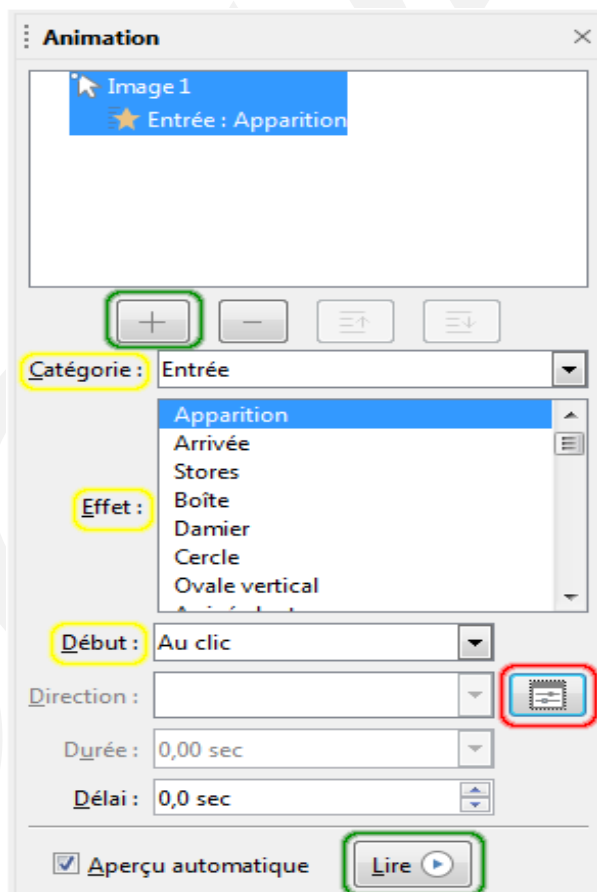 Animation
Image 1
Entrée : Apparition
Catégorie : Entrée
Apparition
Arrivée
Stores
Effet : Boîte
Damier
Cercle
Ovale vertical
Début : Au clic
Direction :
Durée : 0,00 sec
Délai : 0,0 sec
Aperçu automatique Lire